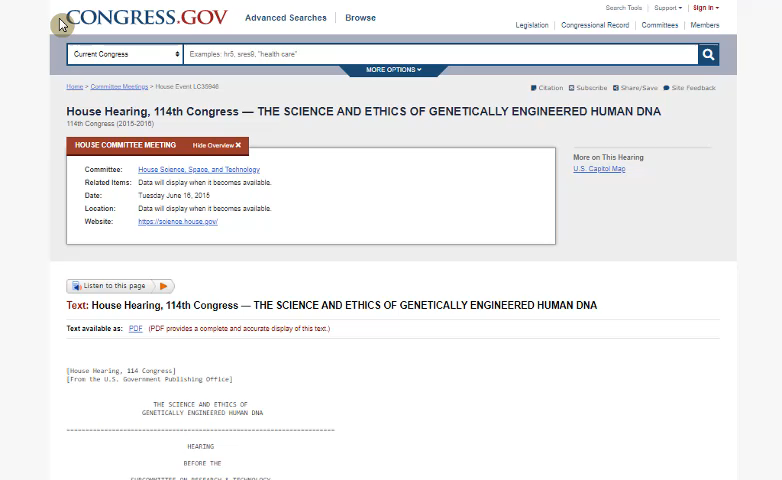 CONGRESS.GOV
Advanced Searches | Browse
Search Tools | Support | Sign In
Legislation | Congressional Record | Committees | Members
Current Congress
Examples: hr5, sres9, "health care"
MORE OPTIONS
Home > Committee Meetings > House Event LC35946
Citation Subscribe Share/Save Site Feedback
House Hearing, 114th Congress — THE SCIENCE AND ETHICS OF GENETICALLY ENGINEERED HUMAN DNA
114th Congress (2015-2016)
HOUSE COMMITTEE MEETING Hide Overview ✕
Committee: House Science, Space, and Technology
Related Items: Data will display when it becomes available.
Date: Tuesday June 16, 2015
Location: Data will display when it becomes available.
Website: https://science.house.gov/
More on This Hearing
U.S. Capitol Map
Listen to this page
Text: House Hearing, 114th Congress — THE SCIENCE AND ETHICS OF GENETICALLY ENGINEERED HUMAN DNA
Text available as: PDF (PDF provides a complete and accurate display of this text.)
[House Hearing, 114 Congress]
[From the U.S. Government Publishing Office]
THE SCIENCE AND ETHICS OF
GENETICALLY ENGINEERED HUMAN DNA
HEARING
BEFORE THE
SUBCOMMITTEE ON RESEARCH & TECHNOLOGY